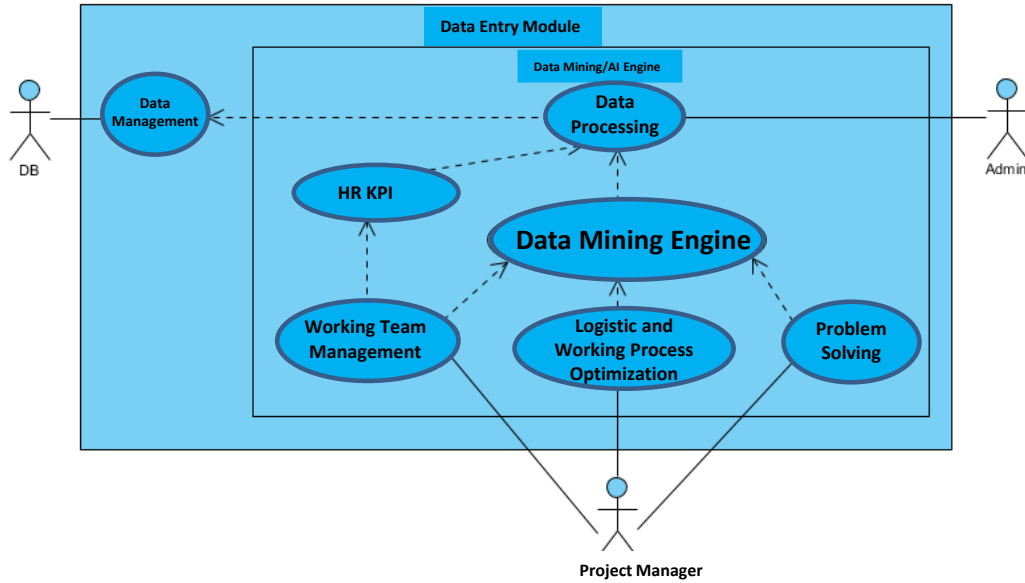 Data Entry Module
Data Mining/AI Engine
Data
Management
Data
Processing
DB
Admin
HR KPI
Data Mining Engine
Working Team
Management
Logistic and
Working Process
Optimization
Problem
Solving
Project Manager